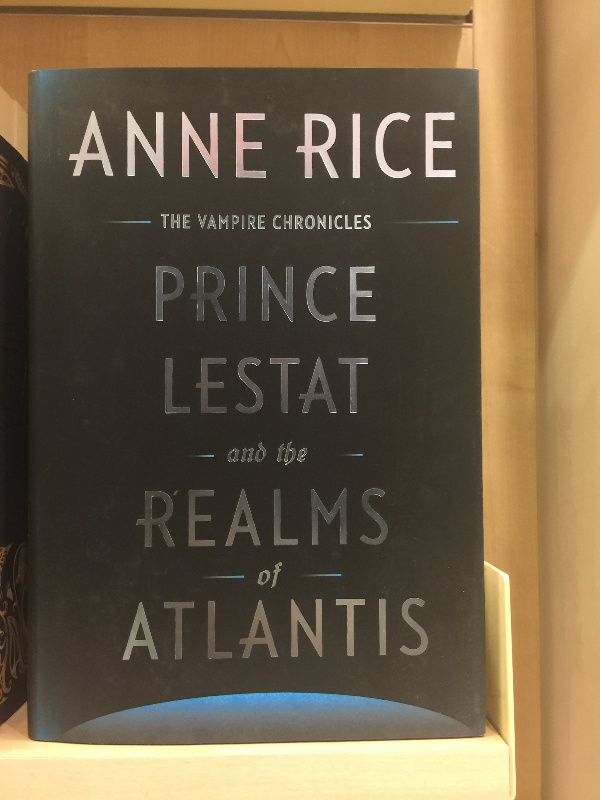 ANNE RICE
THE VAMPIRE CHRONICLES
PRINCE
LESTAT
and the
REALMS
of
ATLANTIS